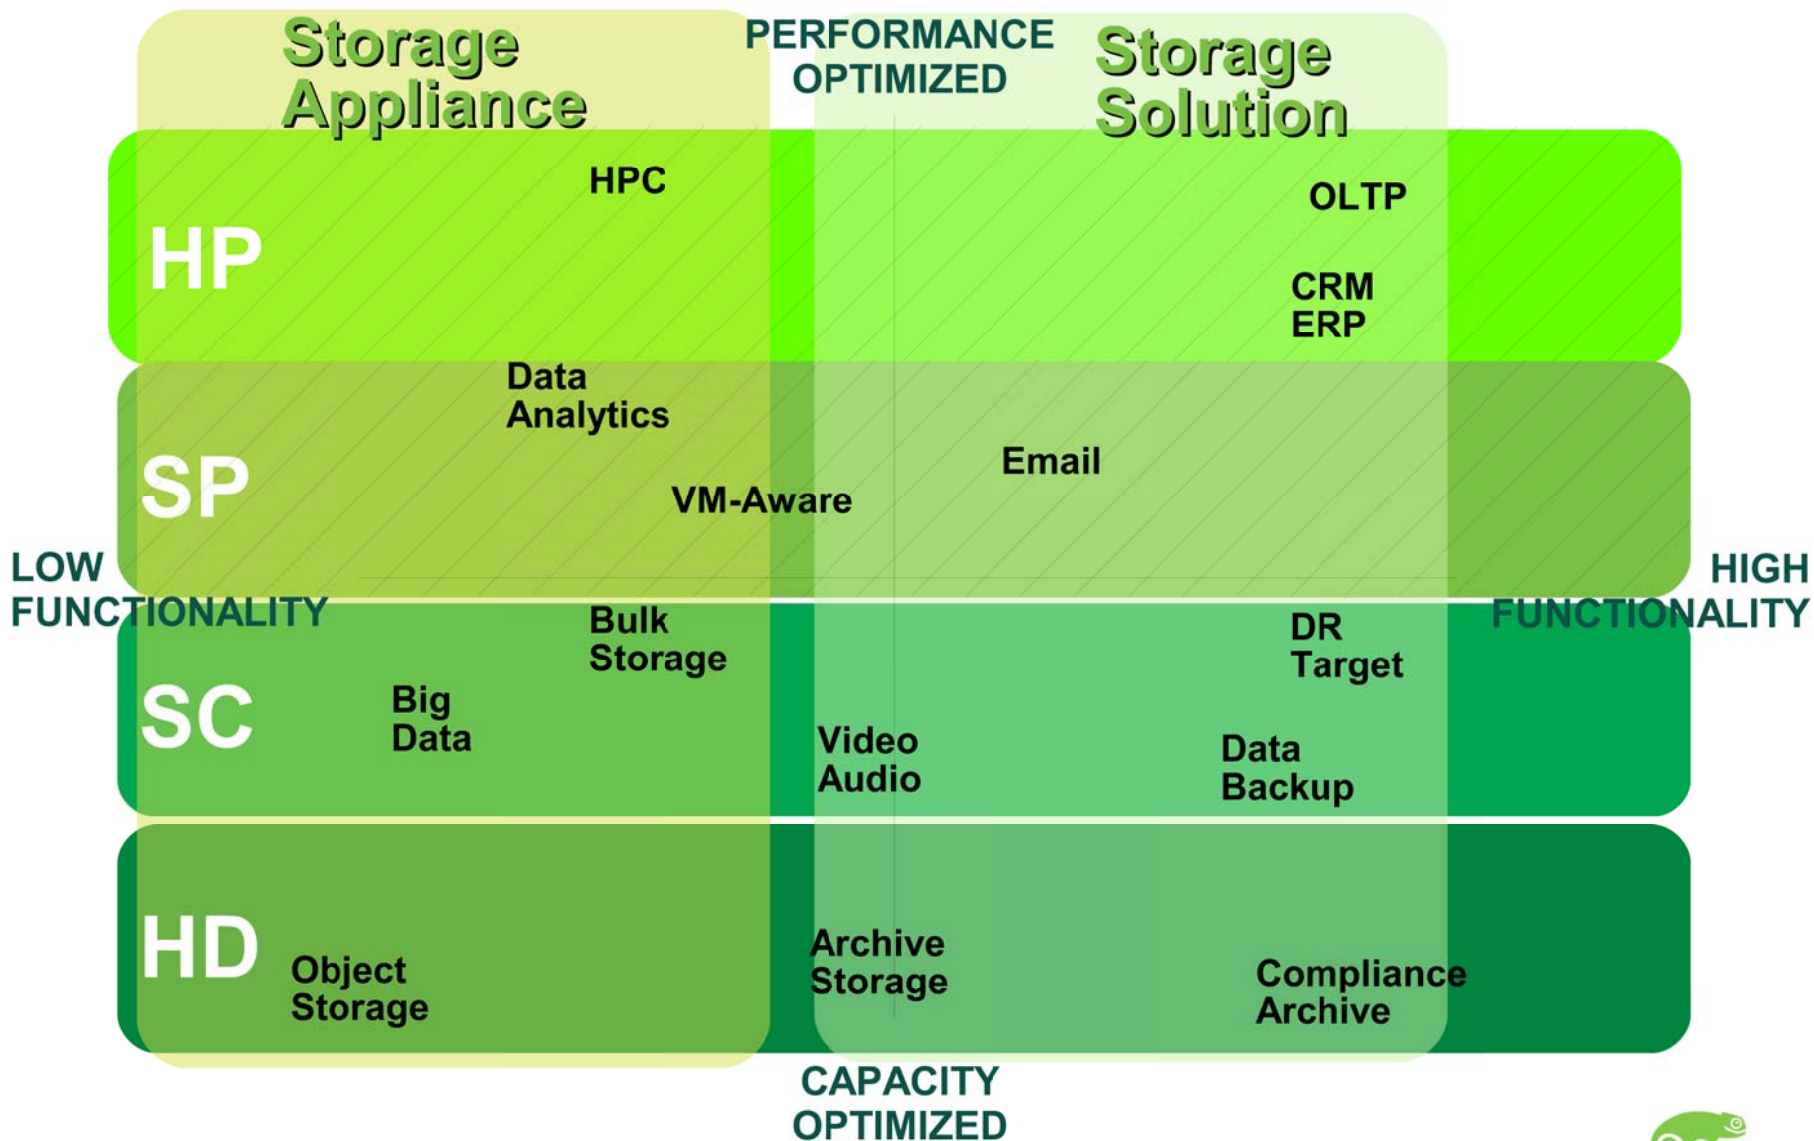 Storage
Appliance
PERFORMANCE
OPTIMIZED
Storage
Solution
HPC
OLTP
HP
CRM
ERP
Data
Analytics
Email
SP
VM-Aware
LOW
FUNCTIONALITY
HIGH
FUNCTIONALITY
Bulk
Storage
DR
Target
SC
Big
Data
Video
Audio
Data
Backup
HD
Object
Storage
Archive
Storage
Compliance
Archive
CAPACITY
OPTIMIZED